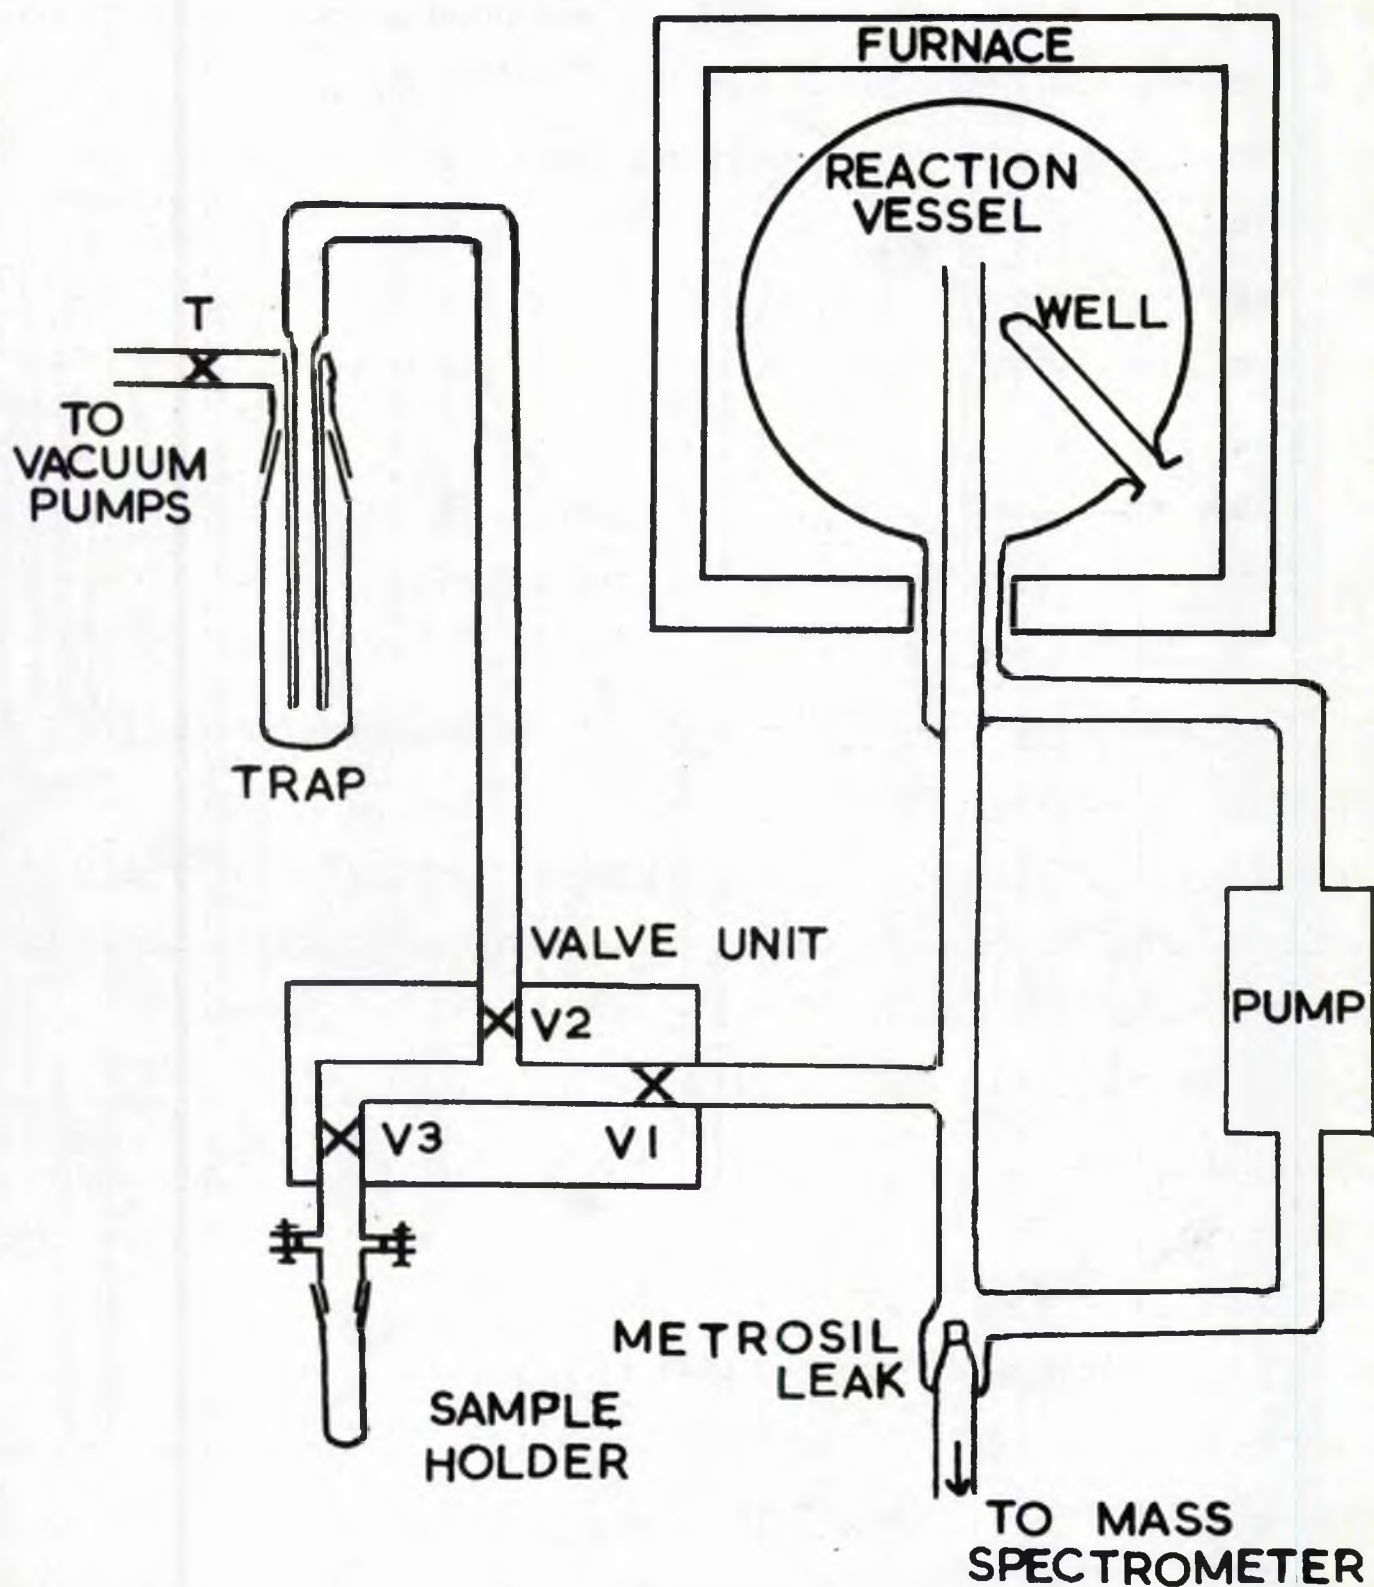 FURNACE
REACTION
VESSEL
WELL
T
TO
VACUUM
PUMPS
TRAP
VALVE UNIT
V2
V3
V1
PUMP
METROSIL
LEAK
SAMPLE
HOLDER
TO MASS
SPECTROMETER